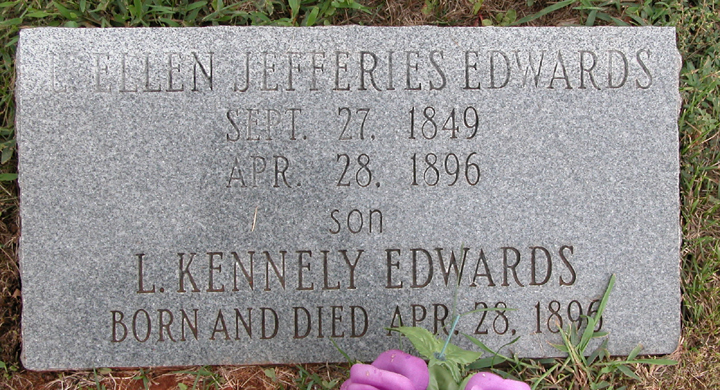 L. ELLEN JEFFERIES EDWARDS
SEPT. 27, 1849
APR. 28, 1896
son
L. KENNELY EDWARDS
BORN AND DIED APR. 28, 1896